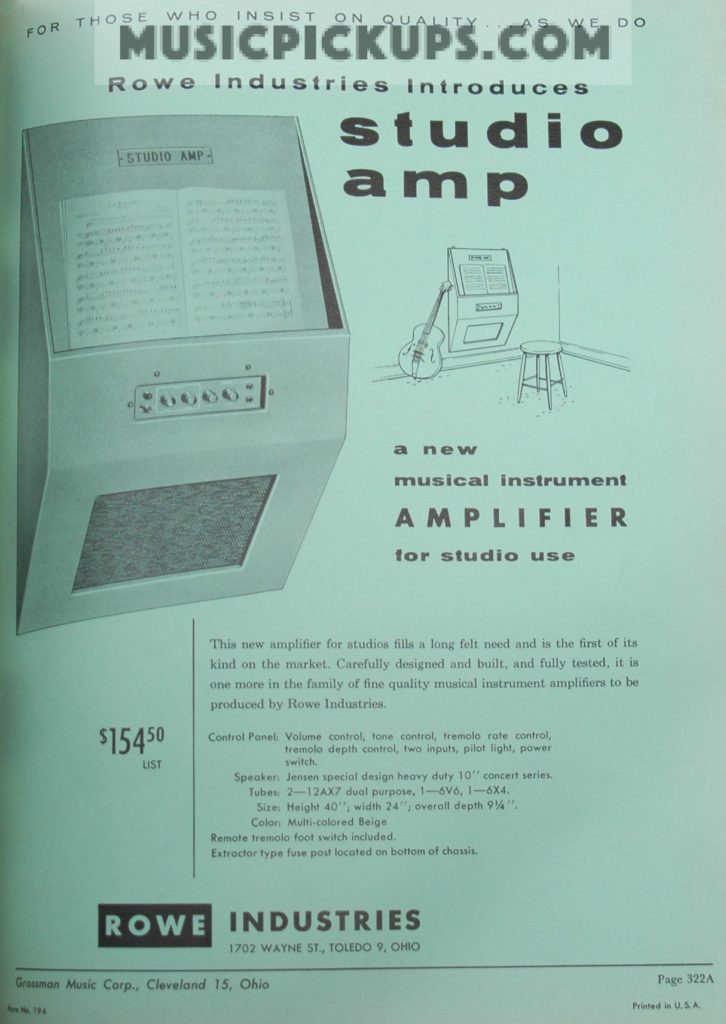 FOR THOSE WHO INSIST ON QUALITY... AS WE DO
MUSICPICKUPS.COM
Rowe Industries Introduces
studio
amp
STUDIO AMP
STUDIO AMP
a new
musical instrument
AMPLIFIER
for studio use
This new amplifier for studios fills a long felt need and is the first of its
kind on the market. Carefully designed and built, and fully tested, it is
one more in the family of fine quality musical instrument amplifiers to be
produced by Rowe Industries.
$154 50
LIST
Control Panel: Volume control, tone control, tremolo rate control,
tremolo depth control, two inputs, pilot light, power
switch.
Speaker: Jensen special design heavy duty 10'' concert series.
Tubes: 2—12AX7 dual purpose, 1—6V6, 1—6X4.
Size: Height 40''; width 24''; overall depth 9¼''.
Color: Multi-colored Beige
Remote tremolo foot switch included.
Extractor type fuse post located on bottom of chassis.
ROWE INDUSTRIES
1702 WAYNE ST., TOLEDO 9, OHIO
Grossman Music Corp., Cleveland 15, Ohio
Page 322A
Form No. 196
Printed in U.S.A.